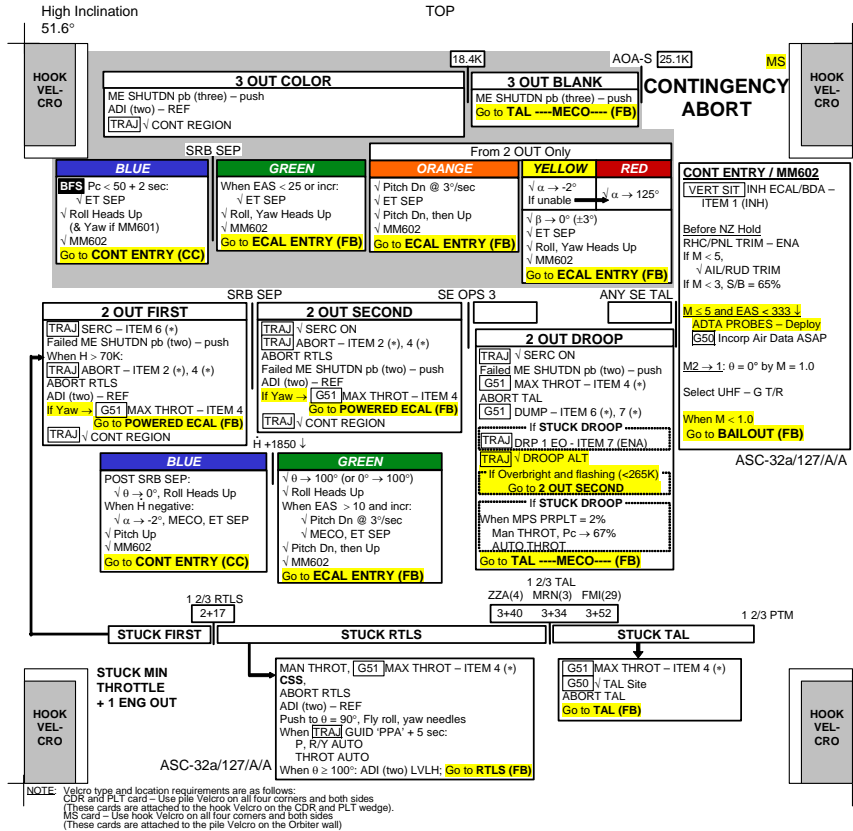 High Inclination
51.6°
TOP
HOOK
VEL-
CRO
18.4K
AOA-S 25.1K
MS
HOOK
VEL-
CRO
3 OUT COLOR
ME SHUTDN pb (three) – push
ADI (two) – REF
TRAJ √ CONT REGION
3 OUT BLANK
ME SHUTDN pb (three) – push
Go to TAL ----MECO---- (FB)
CONTINGENCY
ABORT
SRB SEP
From 2 OUT Only
BLUE
BFS Pc < 50 + 2 sec:
√ ET SEP
√ Roll Heads Up
(& Yaw if MM601)
√ MM602
Go to CONT ENTRY (CC)
GREEN
When EAS < 25 or incr:
√ ET SEP
√ Roll, Yaw Heads Up
√ MM602
Go to ECAL ENTRY (FB)
ORANGE
√ Pitch Dn @ 3°/sec
√ ET SEP
√ Pitch Dn, then Up
√ MM602
Go to ECAL ENTRY (FB)
YELLOW
√ α → -2°
If unable
RED
√ α → 125°
√ β → 0° (±3°)
√ ET SEP
√ Roll, Yaw Heads Up
√ MM602
Go to ECAL ENTRY (FB)
CONT ENTRY / MM602
VERT SIT INH ECAL/BDA –
ITEM 1 (INH)
Before NZ Hold
RHC/PNL TRIM – ENA
If M < 5,
√ AIL/RUD TRIM
If M < 3, S/B = 65%
M ≤ 5 and EAS < 333 ↓
ADTA PROBES – Deploy
G50 Incorp Air Data ASAP
M2 → 1: θ = 0° by M = 1.0
Select UHF – G T/R
When M < 1.0
Go to BAILOUT (FB)
ASC-32a/127/A/A
SRB SEP
SE OPS 3
ANY SE TAL
2 OUT FIRST
TRAJ SERC – ITEM 6 (∗)
Failed ME SHUTDN pb (two) – push
When H > 70K:
TRAJ ABORT – ITEM 2 (∗), 4 (∗)
ABORT RTLS
ADI (two) – REF
If Yaw → G51 MAX THROT – ITEM 4
Go to POWERED ECAL (FB)
TRAJ √ CONT REGION
2 OUT SECOND
TRAJ √ SERC ON
TRAJ ABORT – ITEM 2 (∗), 4 (∗)
ABORT RTLS
Failed ME SHUTDN pb (two) – push
ADI (two) – REF
If Yaw → G51 MAX THROT – ITEM 4
Go to POWERED ECAL (FB)
TRAJ √ CONT REGION
Ḣ +1850 ↓
2 OUT DROOP
TRAJ √ SERC ON
Failed ME SHUTDN pb (two) – push
G51 MAX THROT – ITEM 4 (∗)
ABORT TAL
G51 DUMP – ITEM 6 (∗), 7 (∗)
If STUCK DROOP
TRAJ DRP 1 EO - ITEM 7 (ENA)
TRAJ √ DROOP ALT
If Overbright and flashing (<265K)
Go to 2 OUT SECOND
If STUCK DROOP
When MPS PRPLT = 2%
Man THROT, Pc → 67%
AUTO THROT
Go to TAL ----MECO---- (FB)
BLUE
POST SRB SEP:
√ θ → 0°, Roll Heads Up
When Ḣ negative:
√ α → -2°, MECO, ET SEP
√ Pitch Up
√ MM602
Go to CONT ENTRY (CC)
GREEN
√ θ → 100° (or 0° → 100°)
√ Roll Heads Up
When EAS > 10 and incr:
√ Pitch Dn @ 3°/sec
√ MECO, ET SEP
√ Pitch Dn, then Up
√ MM602
Go to ECAL ENTRY (FB)
1 2/3 RTLS
2+17
1 2/3 TAL
ZZA(4) MRN(3) FMI(29)
3+40 3+34 3+52
1 2/3 PTM
STUCK FIRST
STUCK RTLS
STUCK TAL
HOOK
VEL-
CRO
STUCK MIN
THROTTLE
+ 1 ENG OUT
MAN THROT, G51 MAX THROT – ITEM 4 (∗)
CSS,
ABORT RTLS
ADI (two) – REF
Push to θ = 90°, Fly roll, yaw needles
When TRAJ GUID 'PPA' + 5 sec:
P, R/Y AUTO
THROT AUTO
When θ ≥ 100°: ADI (two) LVLH; Go to RTLS (FB)
G51 MAX THROT – ITEM 4 (∗)
G50 √ TAL Site
ABORT TAL
Go to TAL (FB)
HOOK
VEL-
CRO
ASC-32a/127/A/A
NOTE: Velcro type and location requirements are as follows:
CDR and PLT card – Use pile Velcro on all four corners and both sides
(These cards are attached to the hook Velcro on the CDR and PLT wedge).
MS card – Use hook Velcro on all four corners and both sides
(These cards are attached to the pile Velcro on the Orbiter wall)